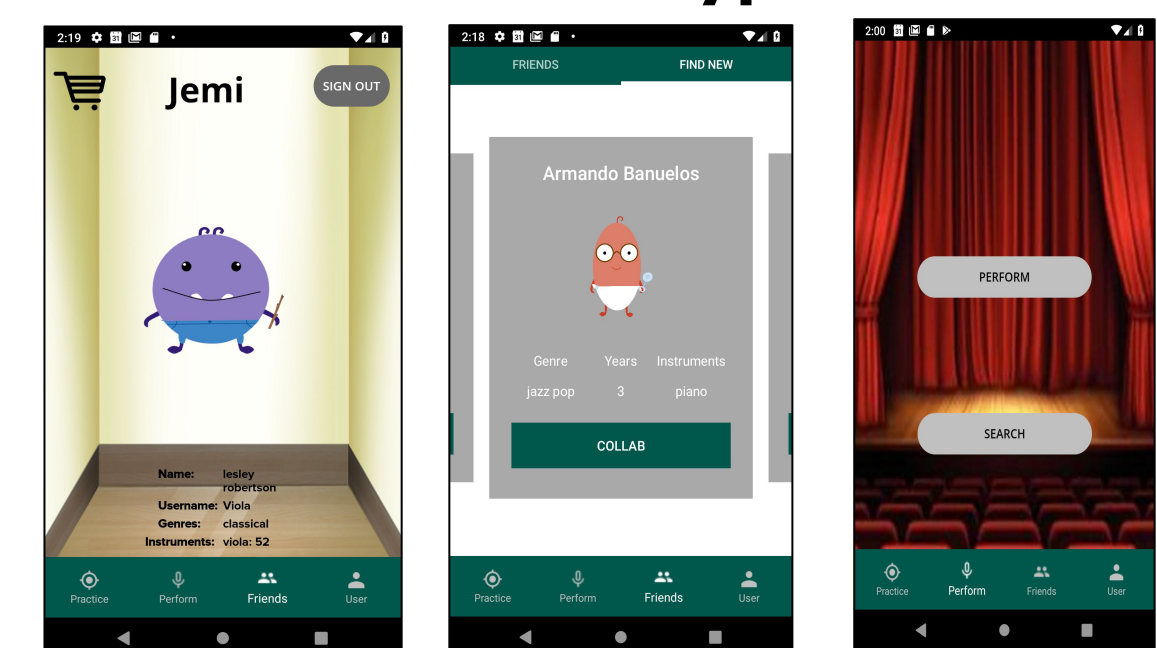 2:19
Jemi
SIGN OUT
Name: lesley
robertson
Username: Viola
Genres: classical
Instruments: viola: 52
Practice Perform Friends User
2:18
FRIENDS FIND NEW
Armando Banuelos
Genre Years Instruments
jazz pop 3 piano
COLLAB
Practice Perform Friends User
2:00
PERFORM
SEARCH
Practice Perform Friends User